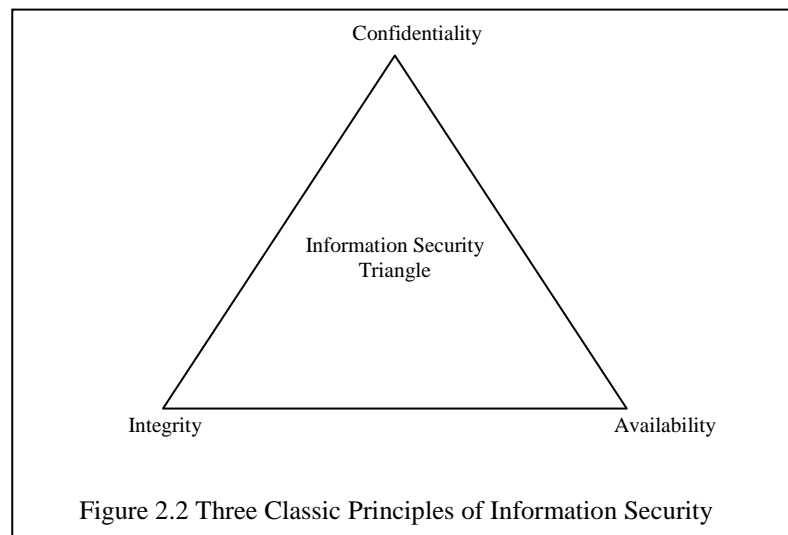 Confidentiality
Information Security
Triangle
Integrity
Availability
Figure 2.2 Three Classic Principles of Information Security